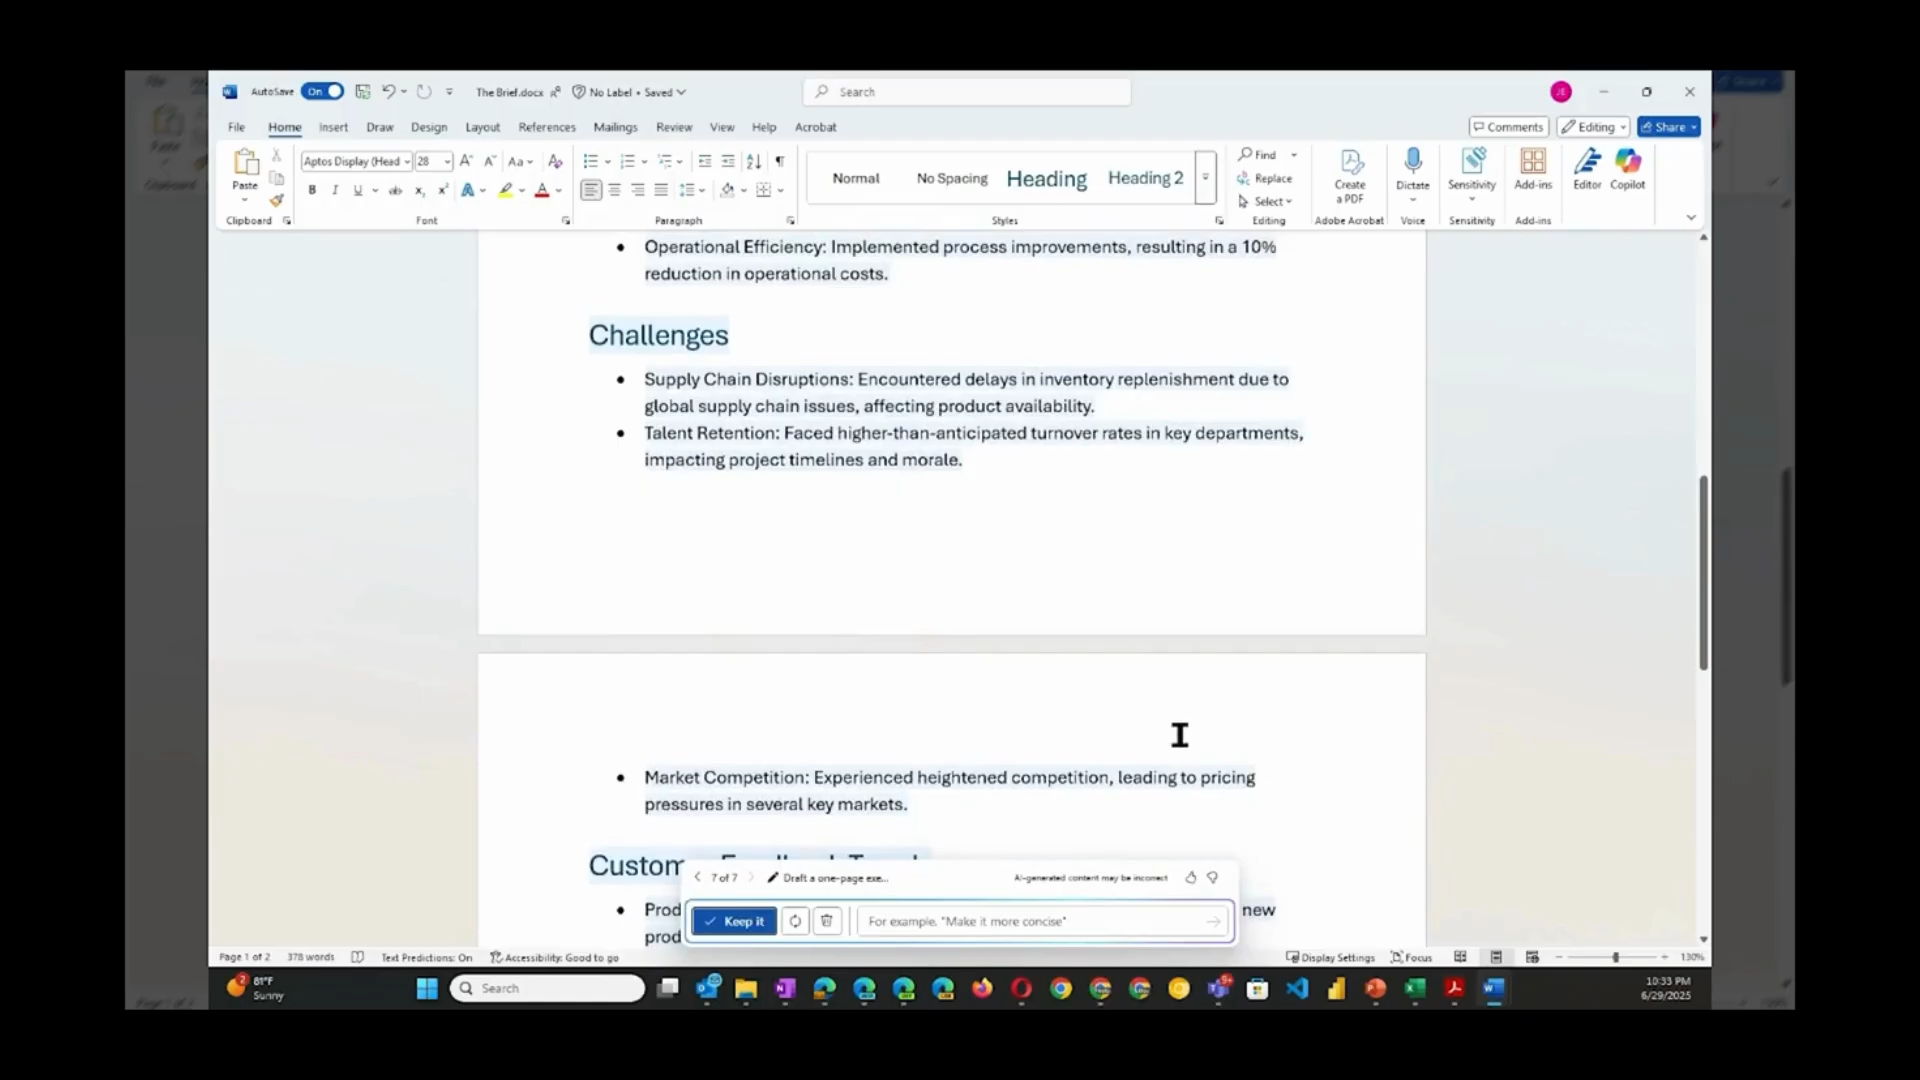 AutoSave On The Brief.docx No Label • Saved Search JE
File Home Insert Draw Design Layout References Mailings Review View Help Acrobat Comments Editing Share
Paste Aptos Display (Head 28 Normal No Spacing Heading Heading 2 Find Replace Select Create a PDF Dictate Sensitivity Add-ins Editor Copilot
Clipboard Font Paragraph Styles Editing Adobe Acrobat Voice Sensitivity Add-ins
• Operational Efficiency: Implemented process improvements, resulting in a 10%
reduction in operational costs.
Challenges
• Supply Chain Disruptions: Encountered delays in inventory replenishment due to
global supply chain issues, affecting product availability.
• Talent Retention: Faced higher-than-anticipated turnover rates in key departments,
impacting project timelines and morale.
• Market Competition: Experienced heightened competition, leading to pricing
pressures in several key markets.
Custom
7 of 7 Draft a one-page exe... AI-generated content may be incorrect
• Prod new
Keep it For example, "Make it more concise"
prod
Page 1 of 2 378 words Text Predictions: On Accessibility: Good to go Display Settings Focus 130%
81°F
Sunny
Search
10:33 PM
6/29/2025